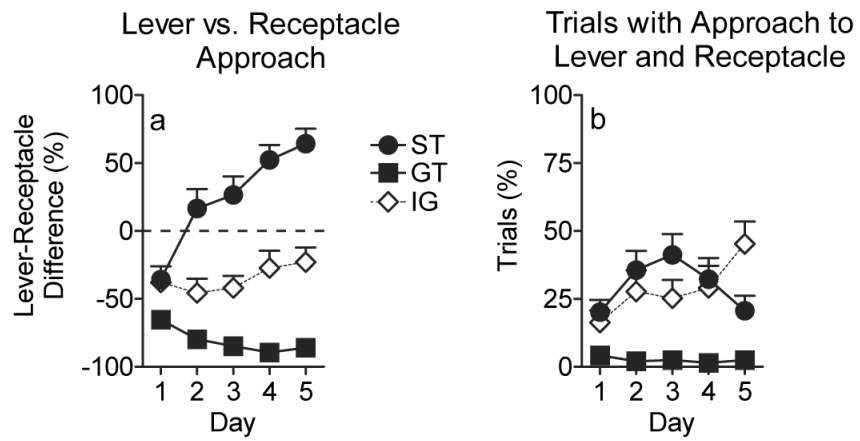 Lever vs. Receptacle
Approach
Trials with Approach to
Lever and Receptacle
Lever-Receptacle
Difference (%)
100
50
0
-50
-100
a
1 2 3 4 5
Day
ST
GT
IG
Trials (%)
100
75
50
25
0
b
1 2 3 4 5
Day